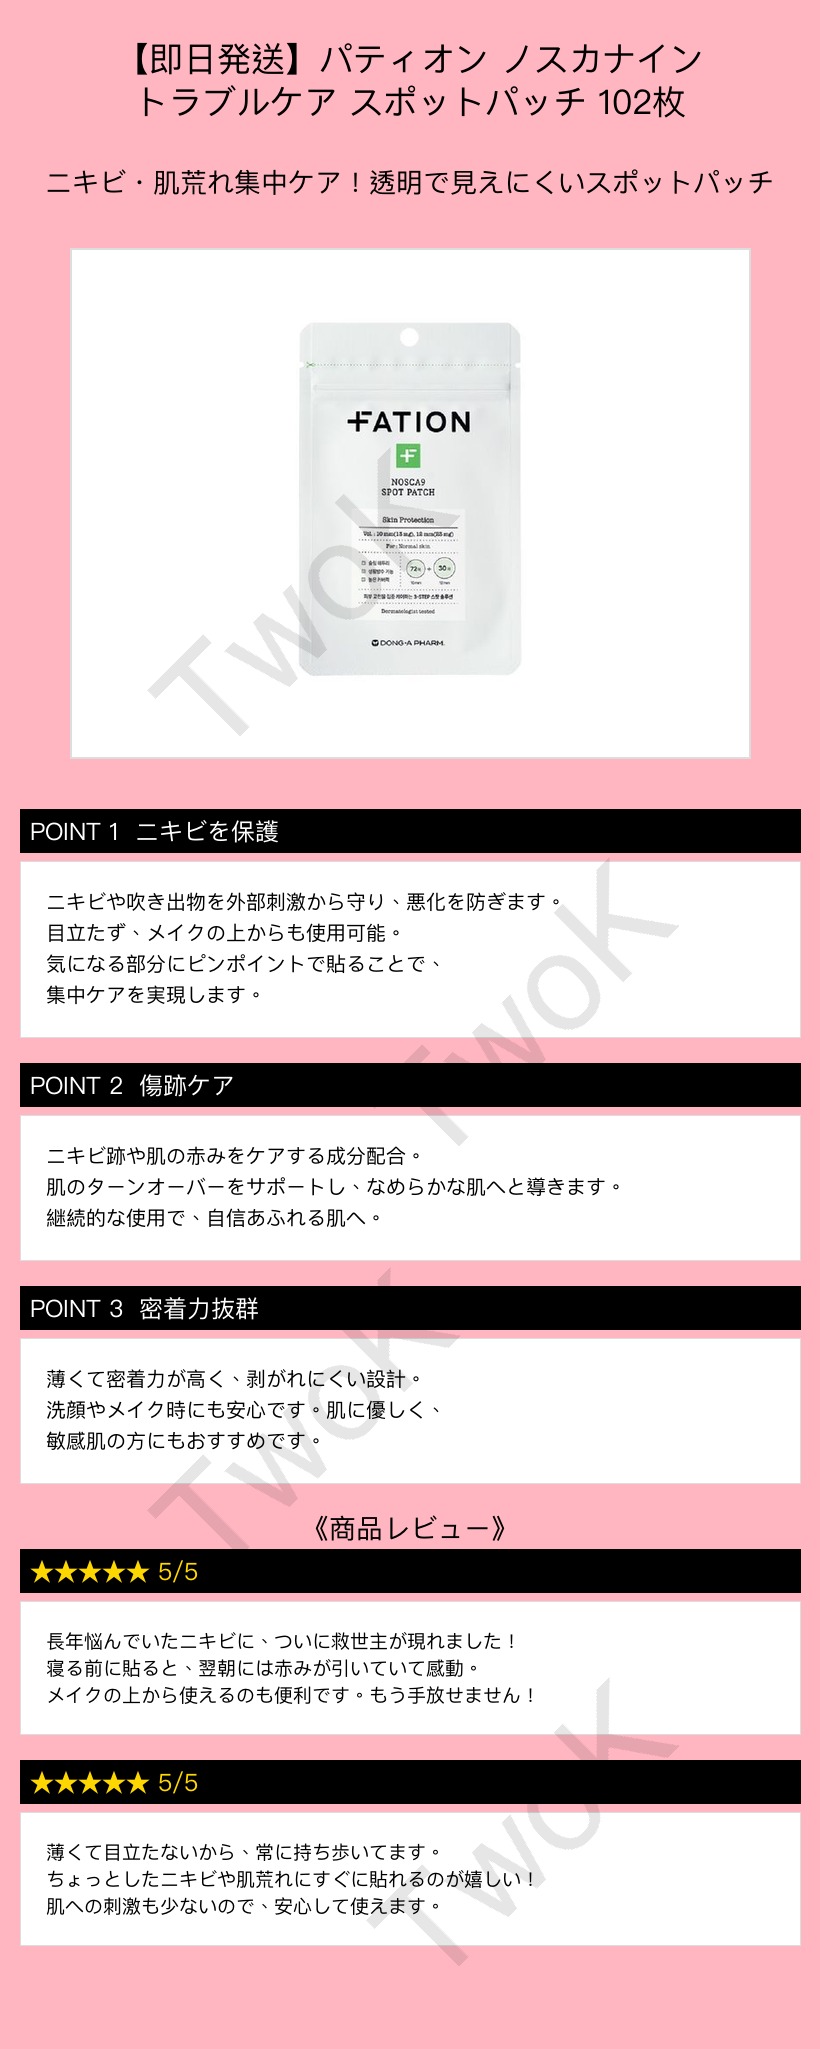 【即日発送】パティオン ノスカナイン
トラブルケア スポットパッチ 102枚
ニキビ・肌荒れ集中ケア！透明で見えにくいスポットパッチ
FATION
NOSCA9
SPOT PATCH
Skin Protection
Vol. : 10 mm(15 mg), 12 mm(23 mg)
For : Normal skin
72 + 30
10mm 12mm
Dermatologist tested
DONG-A PHARM.
TwoK
POINT 1 ニキビを保護
ニキビや吹き出物を外部刺激から守り、悪化を防ぎます。
目立たず、メイクの上からも使用可能。
気になる部分にピンポイントで貼ることで、
集中ケアを実現します。
TwoK
POINT 2 傷跡ケア
ニキビ跡や肌の赤みをケアする成分配合。
肌のターンオーバーをサポートし、なめらかな肌へと導きます。
継続的な使用で、自信あふれる肌へ。
POINT 3 密着力抜群
薄くて密着力が高く、剥がれにくい設計。
洗顔やメイク時にも安心です。肌に優しく、
敏感肌の方にもおすすめです。
TwoK
《商品レビュー》
★★★★★ 5/5
長年悩んでいたニキビに、ついに救世主が現れました！
寝る前に貼ると、翌朝には赤みが引いていて感動。
メイクの上から使えるのも便利です。もう手放せません！
★★★★★ 5/5
薄くて目立たないから、常に持ち歩いてます。
ちょっとしたニキビや肌荒れにすぐに貼れるのが嬉しい！
肌への刺激も少ないので、安心して使えます。
TwoK